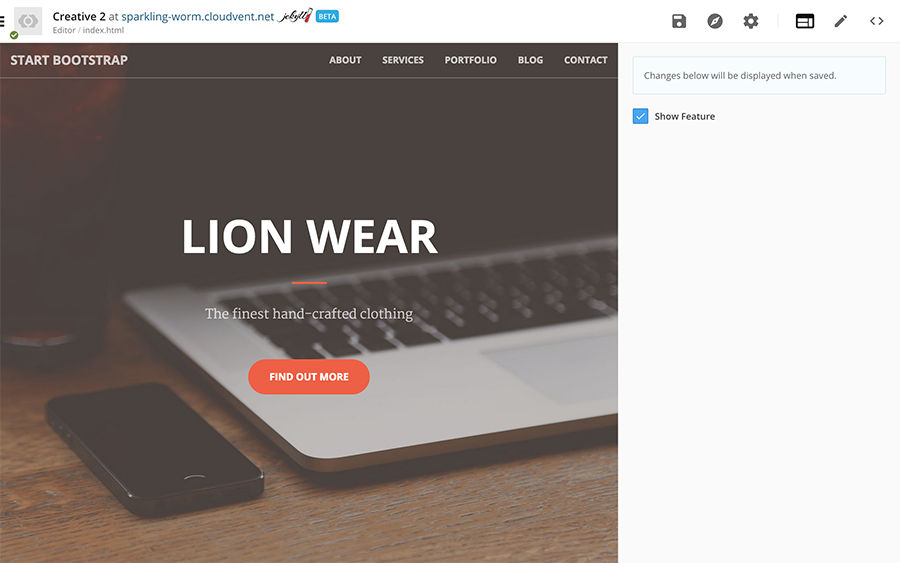 Creative 2 at sparkling-worm.cloudvent.net jekyll BETA
Editor / index.html
START BOOTSTRAP ABOUT SERVICES PORTFOLIO BLOG CONTACT
Changes below will be displayed when saved.
Show Feature
LION WEAR
The finest hand-crafted clothing
FIND OUT MORE